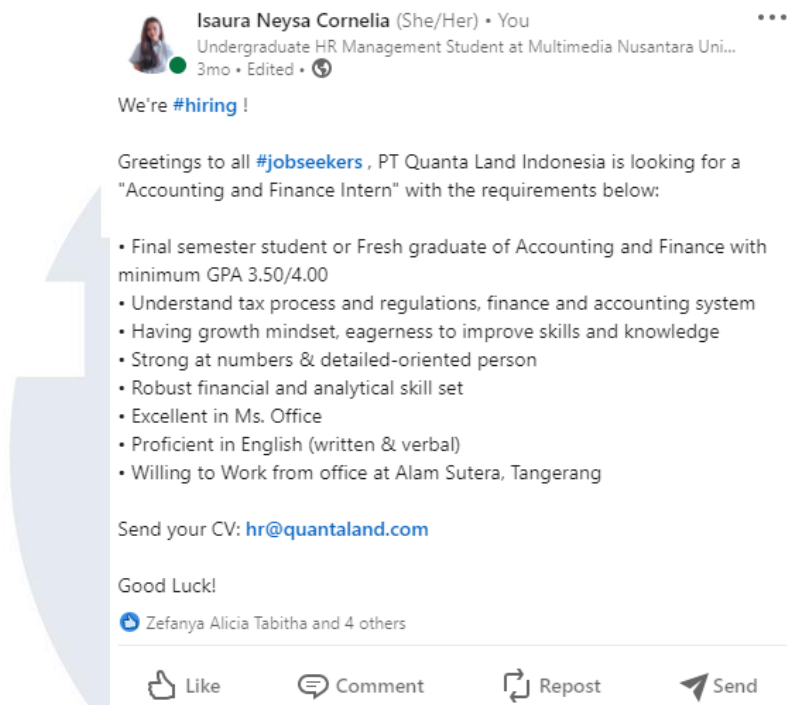 Isaura Neysa Cornelia (She/Her) • You
Undergraduate HR Management Student at Multimedia Nusantara Uni...
3mo • Edited •
We're #hiring !
Greetings to all #jobseekers , PT Quanta Land Indonesia is looking for a
"Accounting and Finance Intern" with the requirements below:
• Final semester student or Fresh graduate of Accounting and Finance with
minimum GPA 3.50/4.00
• Understand tax process and regulations, finance and accounting system
• Having growth mindset, eagerness to improve skills and knowledge
• Strong at numbers & detailed-oriented person
• Robust financial and analytical skill set
• Excellent in Ms. Office
• Proficient in English (written & verbal)
• Willing to Work from office at Alam Sutera, Tangerang
Send your CV: hr@quantaland.com
Good Luck!
Zefanya Alicia Tabitha and 4 others
Like Comment Repost Send